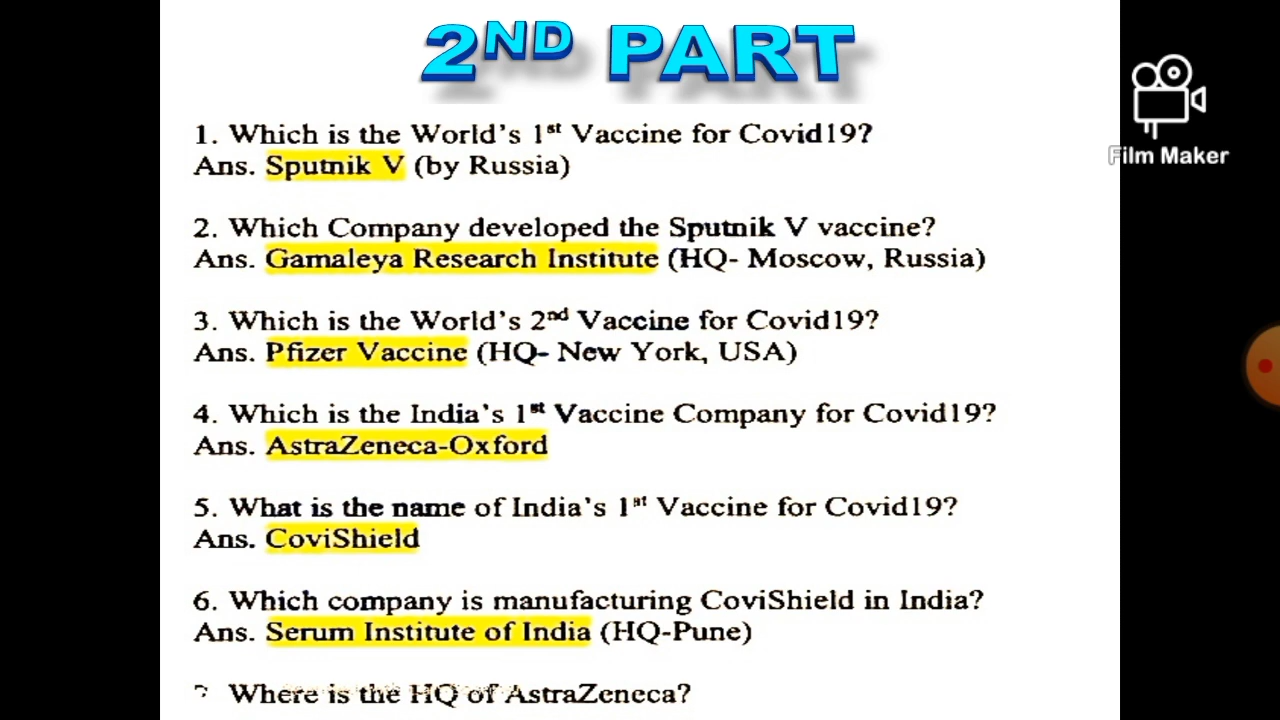 2ND PART
Film Maker
1. Which is the World's 1st Vaccine for Covid19?
Ans. Sputnik V (by Russia)
2. Which Company developed the Sputnik V vaccine?
Ans. Gamaleya Research Institute (HQ- Moscow, Russia)
3. Which is the World's 2nd Vaccine for Covid19?
Ans. Pfizer Vaccine (HQ- New York, USA)
4. Which is the India's 1st Vaccine Company for Covid19?
Ans. AstraZeneca-Oxford
5. What is the name of India's 1st Vaccine for Covid19?
Ans. CoviShield
6. Which company is manufacturing CoviShield in India?
Ans. Serum Institute of India (HQ-Pune)
Where is the HQ of AstraZeneca?